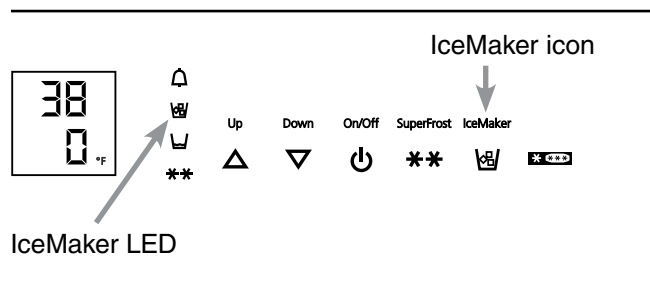 IceMaker icon
38
0 °F
Up Down On/Off SuperFrost IceMaker
IceMaker LED